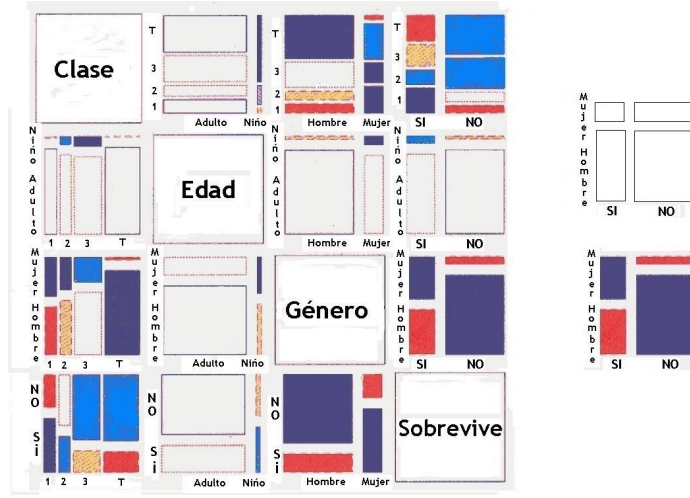 Clase
T
3
2
1
Adulto Niño
T
3
2
1
Hombre Mujer
T
3
2
1
SI NO
Niño Adulto
1 2 3 T
Edad
Niño Adulto
Hombre Mujer
Niño Adulto
SI NO
Mujer Hombre
1 2 3 T
Mujer Hombre
Adulto Niño
Género
Mujer Hombre
SI NO
NO Si
1 2 3 T
NO Si
Adulto Niño
NO Si
Hombre Mujer
Sobrevive
Mujer Hombre
SI NO
Mujer Hombre
SI NO